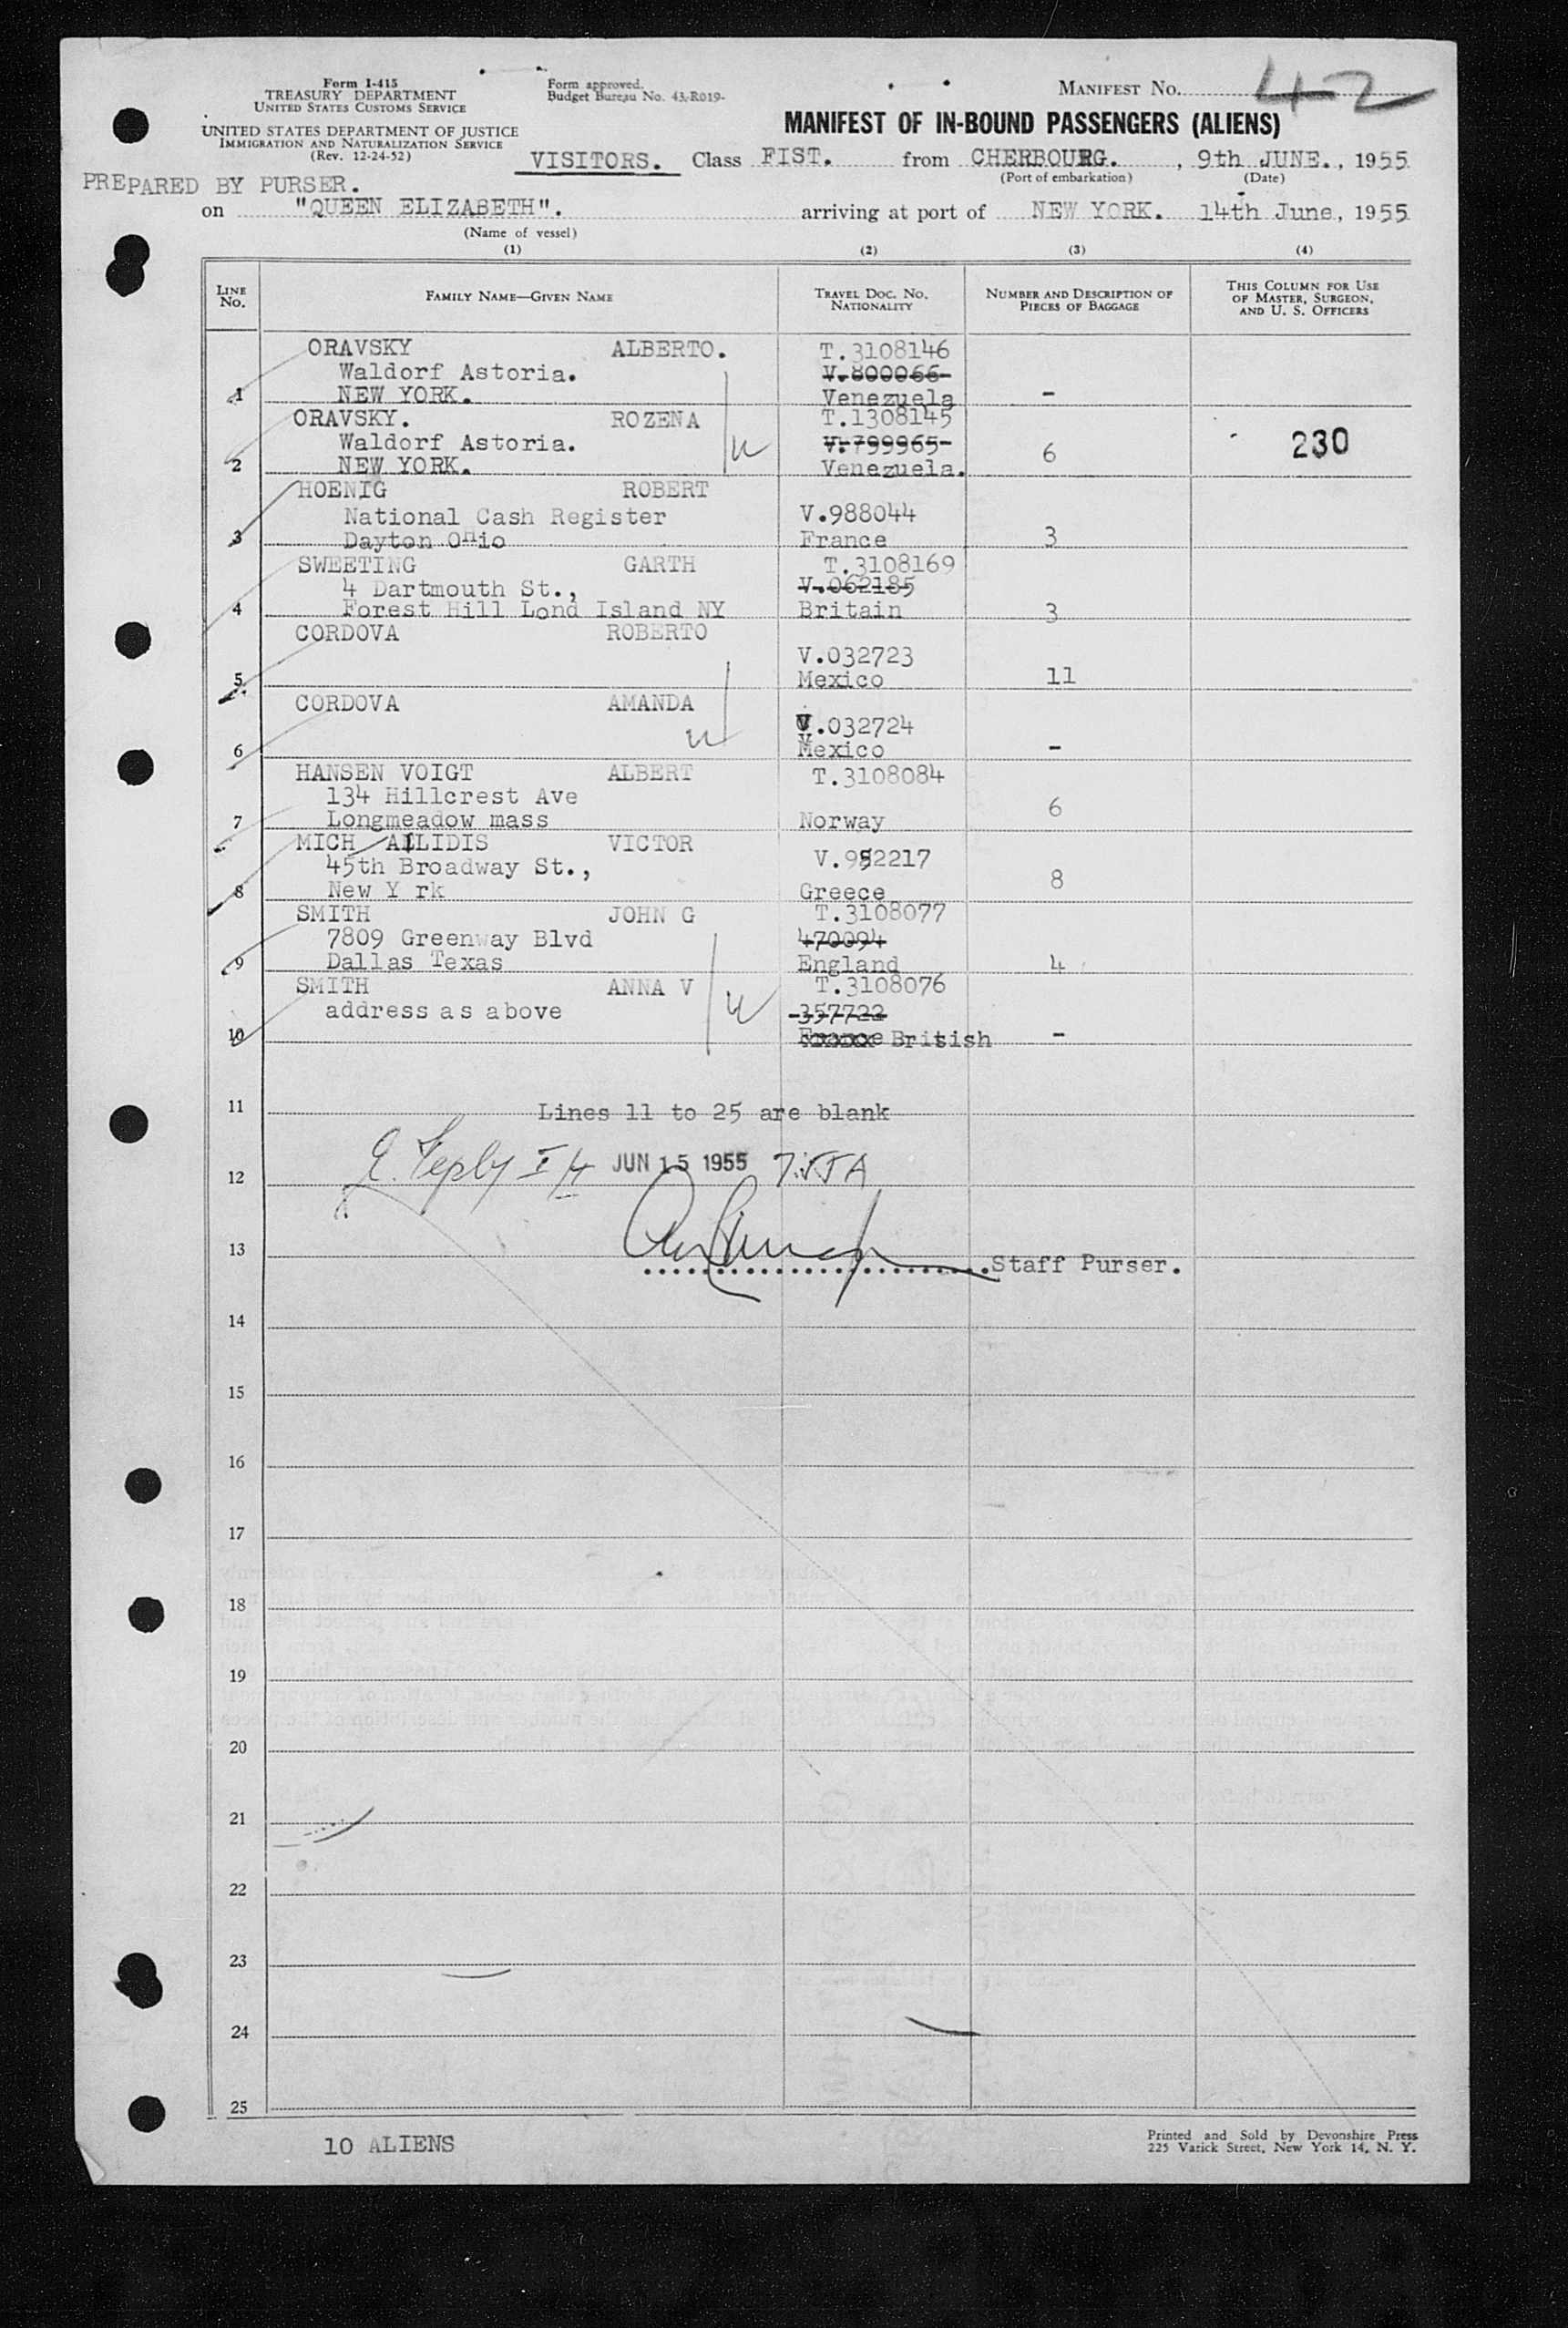 Form I-415
TREASURY DEPARTMENT
UNITED STATES CUSTOMS SERVICE
UNITED STATES DEPARTMENT OF JUSTICE
IMMIGRATION AND NATURALIZATION SERVICE
(Rev. 12-24-52)
Form approved.
Budget Bureau No. 43-R019-
MANIFEST No. 42
MANIFEST OF IN-BOUND PASSENGERS (ALIENS)
VISITORS. Class FIST. from CHERBOURG. , 9th JUNE., 1955
(Port of embarkation) (Date)
PREPARED BY PURSER.
on "QUEEN ELIZABETH". arriving at port of NEW YORK. 14th June, 1955
(Name of vessel)
(1) (2) (3) (4)
LINE No. FAMILY NAME—GIVEN NAME TRAVEL DOC. No. NATIONALITY NUMBER AND DESCRIPTION OF PIECES OF BAGGAGE THIS COLUMN FOR USE OF MASTER, SURGEON, AND U. S. OFFICERS
ORAVSKY ALBERTO. T.3108146
Waldorf Astoria. V.800066
1 NEW YORK. Venezuela -
ORAVSKY. ROZENA T.1308145
Waldorf Astoria. V.799965 230
2 NEW YORK. Venezuela. 6
HOENIG ROBERT
National Cash Register V.988044
3 Dayton OHio France 3
SWEETING GARTH T.3108169
4 Dartmouth St., V.062185
4 Forest Hill Lond Island NY Britain 3
CORDOVA ROBERTO
V.032723
5 Mexico 11
CORDOVA AMANDA
V.032724
6 Mexico -
HANSEN VOIGT ALBERT T.3108084
134 Hillcrest Ave 6
7 Longmeadow mass Norway
MICH AILIDIS VICTOR
45th Broadway St., V.952217
8 New Y rk Greece 8
SMITH JOHN G T.3108077
7809 Greenway Blvd 470094
9 Dallas Texas England 4
SMITH ANNA V T.3108076
address as above 357722
10 France British -
11 Lines 11 to 25 are blank
12 JUN 15 1955
13 Staff Purser.
14
15
16
17
18
19
20
21
22
23
24
25
10 ALIENS
Printed and Sold by Devonshire Press
225 Varick Street, New York 14, N. Y.